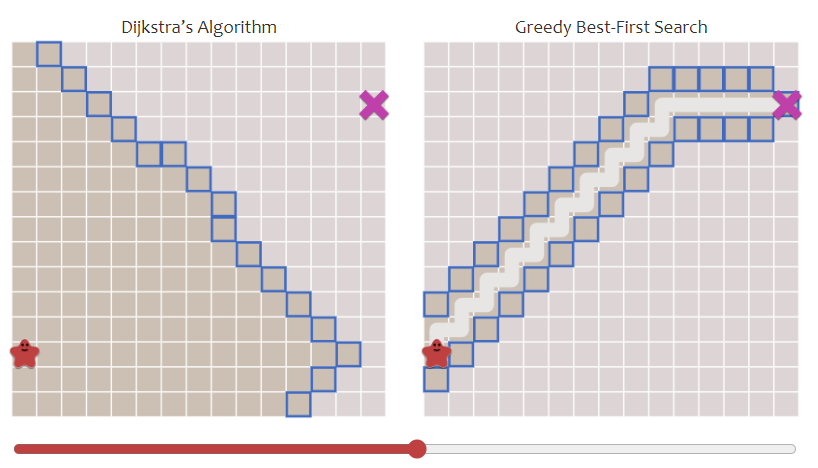 Dijkstra’s Algorithm
Greedy Best-First Search